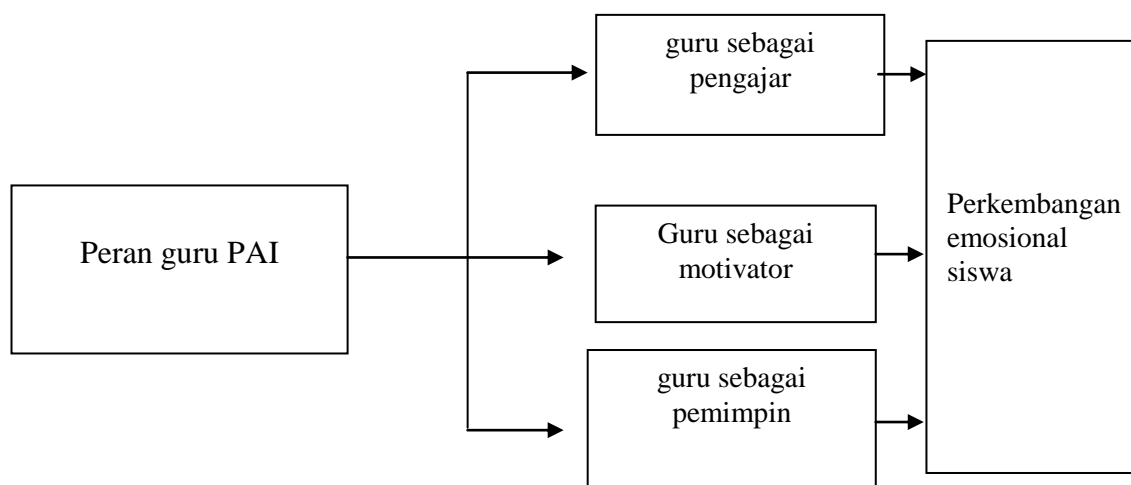 Peran guru PAI
guru sebagai
pengajar
Guru sebagai
motivator
guru sebagai
pemimpin
Perkembangan
emosional
siswa